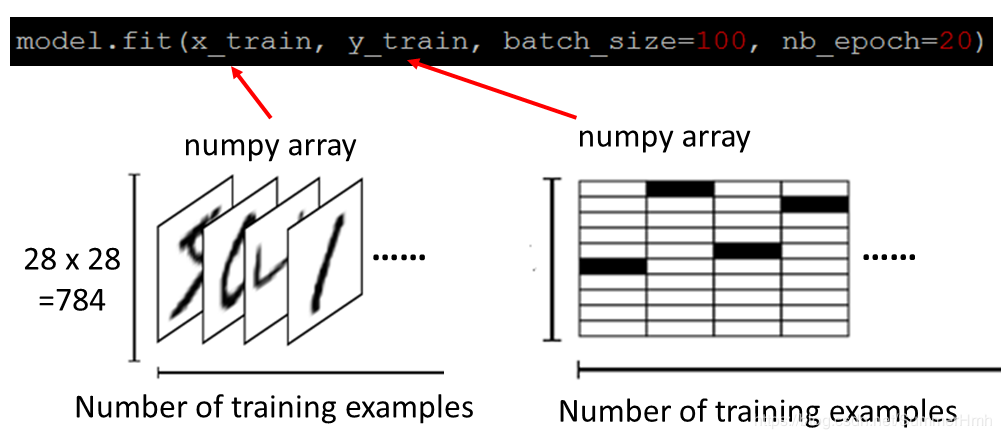 model.fit(x_train, y_train, batch_size=100, nb_epoch=20)
numpy array
numpy array
28 x 28
=784
......
......
Number of training examples
Number of training examples